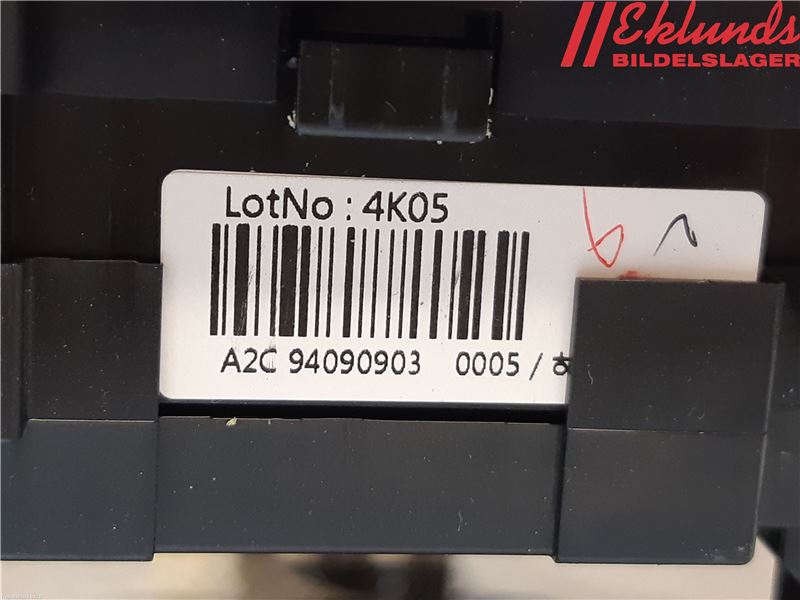 Eklunds
BILDELSLAGER
LotNo : 4K05
A2C 94090903 0005 /